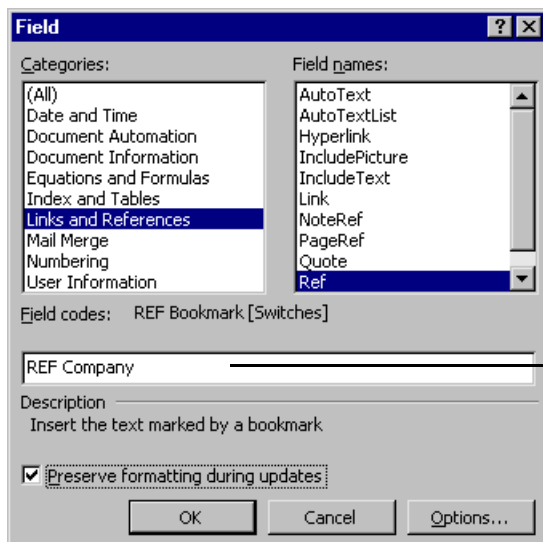 Field
Categories:
(All)
Date and Time
Document Automation
Document Information
Equations and Formulas
Index and Tables
Links and References
Mail Merge
Numbering
User Information
Field names:
AutoText
AutoTextList
Hyperlink
IncludePicture
IncludeText
Link
NoteRef
PageRef
Quote
Ref
Field codes: REF Bookmark [Switches]
REF Company
Description
Insert the text marked by a bookmark
Preserve formatting during updates
OK Cancel Options...